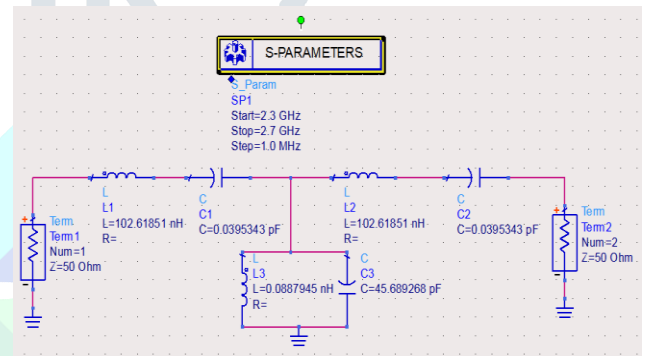 S-PARAMETERS
S_Param
SP1
Start=2.3 GHz
Stop=2.7 GHz
Step=1.0 MHz
L
L1
L=102.61851 nH
R=
C
C1
C=0.0395343 pF
L
L2
L=102.61851 nH
R=
C
C2
C=0.0395343 pF
+
Term
Term1
Num=1
Z=50 Ohm
-
+
Term
Term2
Num=2
Z=50 Ohm
-
L
L3
L=0.0887945 nH
R=
C
C3
C=45.689268 pF